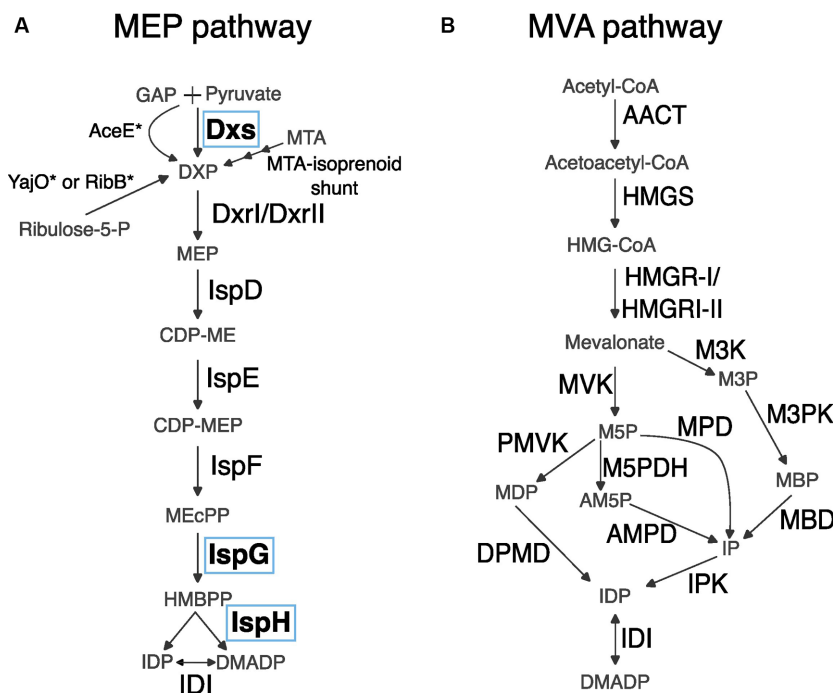 A
MEP pathway
GAP + Pyruvate
AceE*
Dxs
MTA
DXP
MTA-isoprenoid
shunt
YajO* or RibB*
Ribulose-5-P
DxrI/DxrII
MEP
IspD
CDP-ME
IspE
CDP-MEP
IspF
MEcPP
IspG
HMBPP
IspH
IDP
DMADP
IDI
B
MVA pathway
Acetyl-CoA
AACT
Acetoacetyl-CoA
HMGS
HMG-CoA
HMGR-I/
HMGRI-II
Mevalonate
M3K
M3P
MVK
M3PK
M5P
MPD
PMVK
M5PDH
MBP
MDP
AM5P
MBD
AMPD
IP
DPMD
IPK
IDP
IDI
DMADP